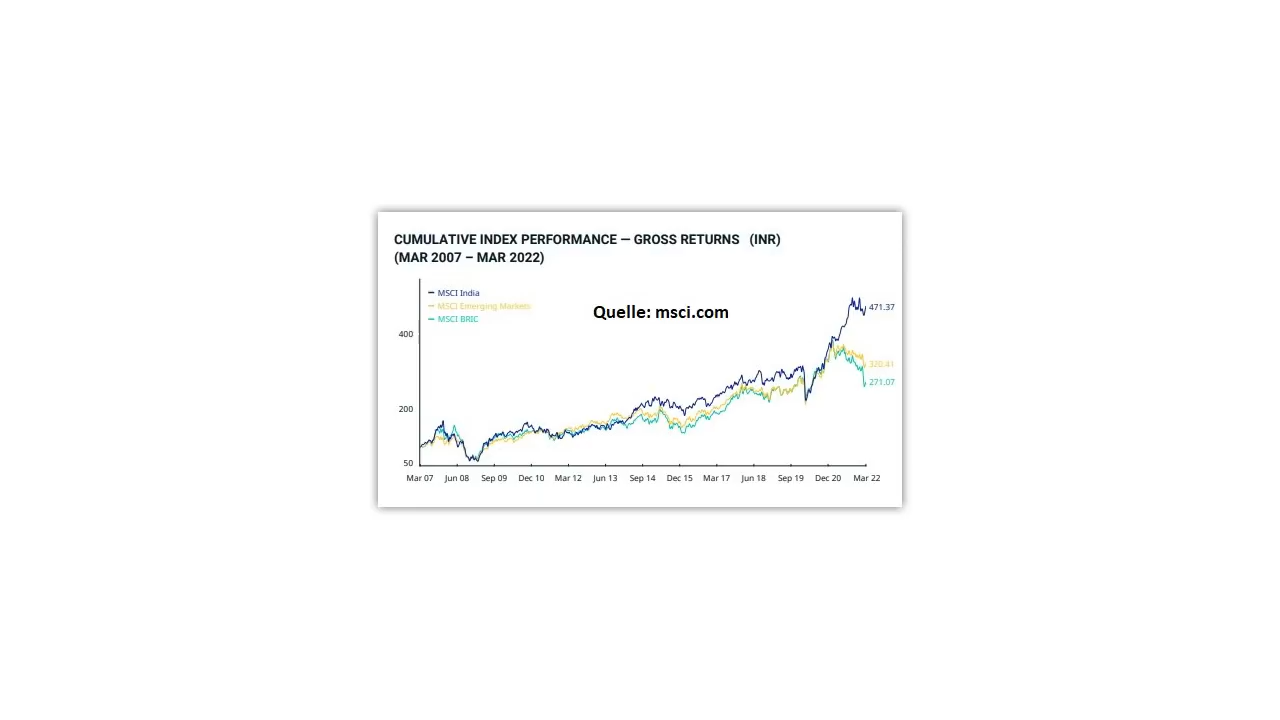 CUMULATIVE INDEX PERFORMANCE — GROSS RETURNS (INR)
(MAR 2007 – MAR 2022)
MSCI India
MSCI Emerging Markets
MSCI BRIC
Quelle: msci.com
471.37
400
320.41
271.07
200
50
Mar 07 Jun 08 Sep 09 Dec 10 Mar 12 Jun 13 Sep 14 Dec 15 Mar 17 Jun 18 Sep 19 Dec 20 Mar 22